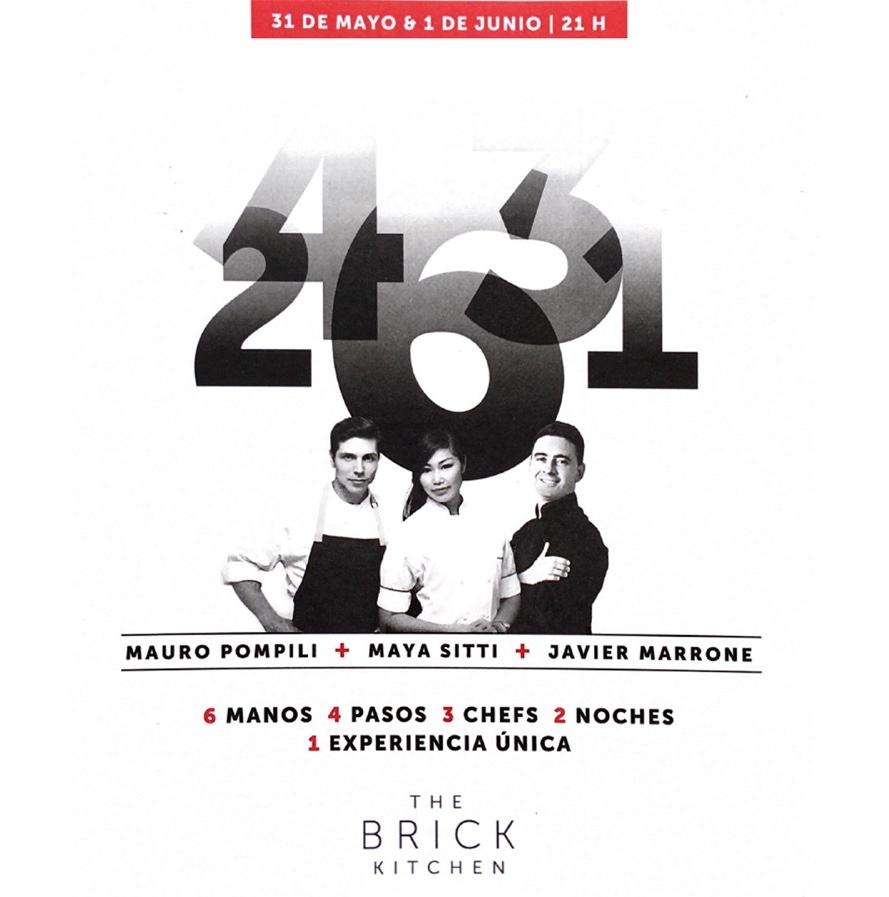 31 DE MAYO & 1 DE JUNIO | 21 H
4 3
2 6 1
MAURO POMPILI + MAYA SITTI + JAVIER MARRONE
6 MANOS 4 PASOS 3 CHEFS 2 NOCHES
1 EXPERIENCIA ÚNICA
THE
BRICK
KITCHEN